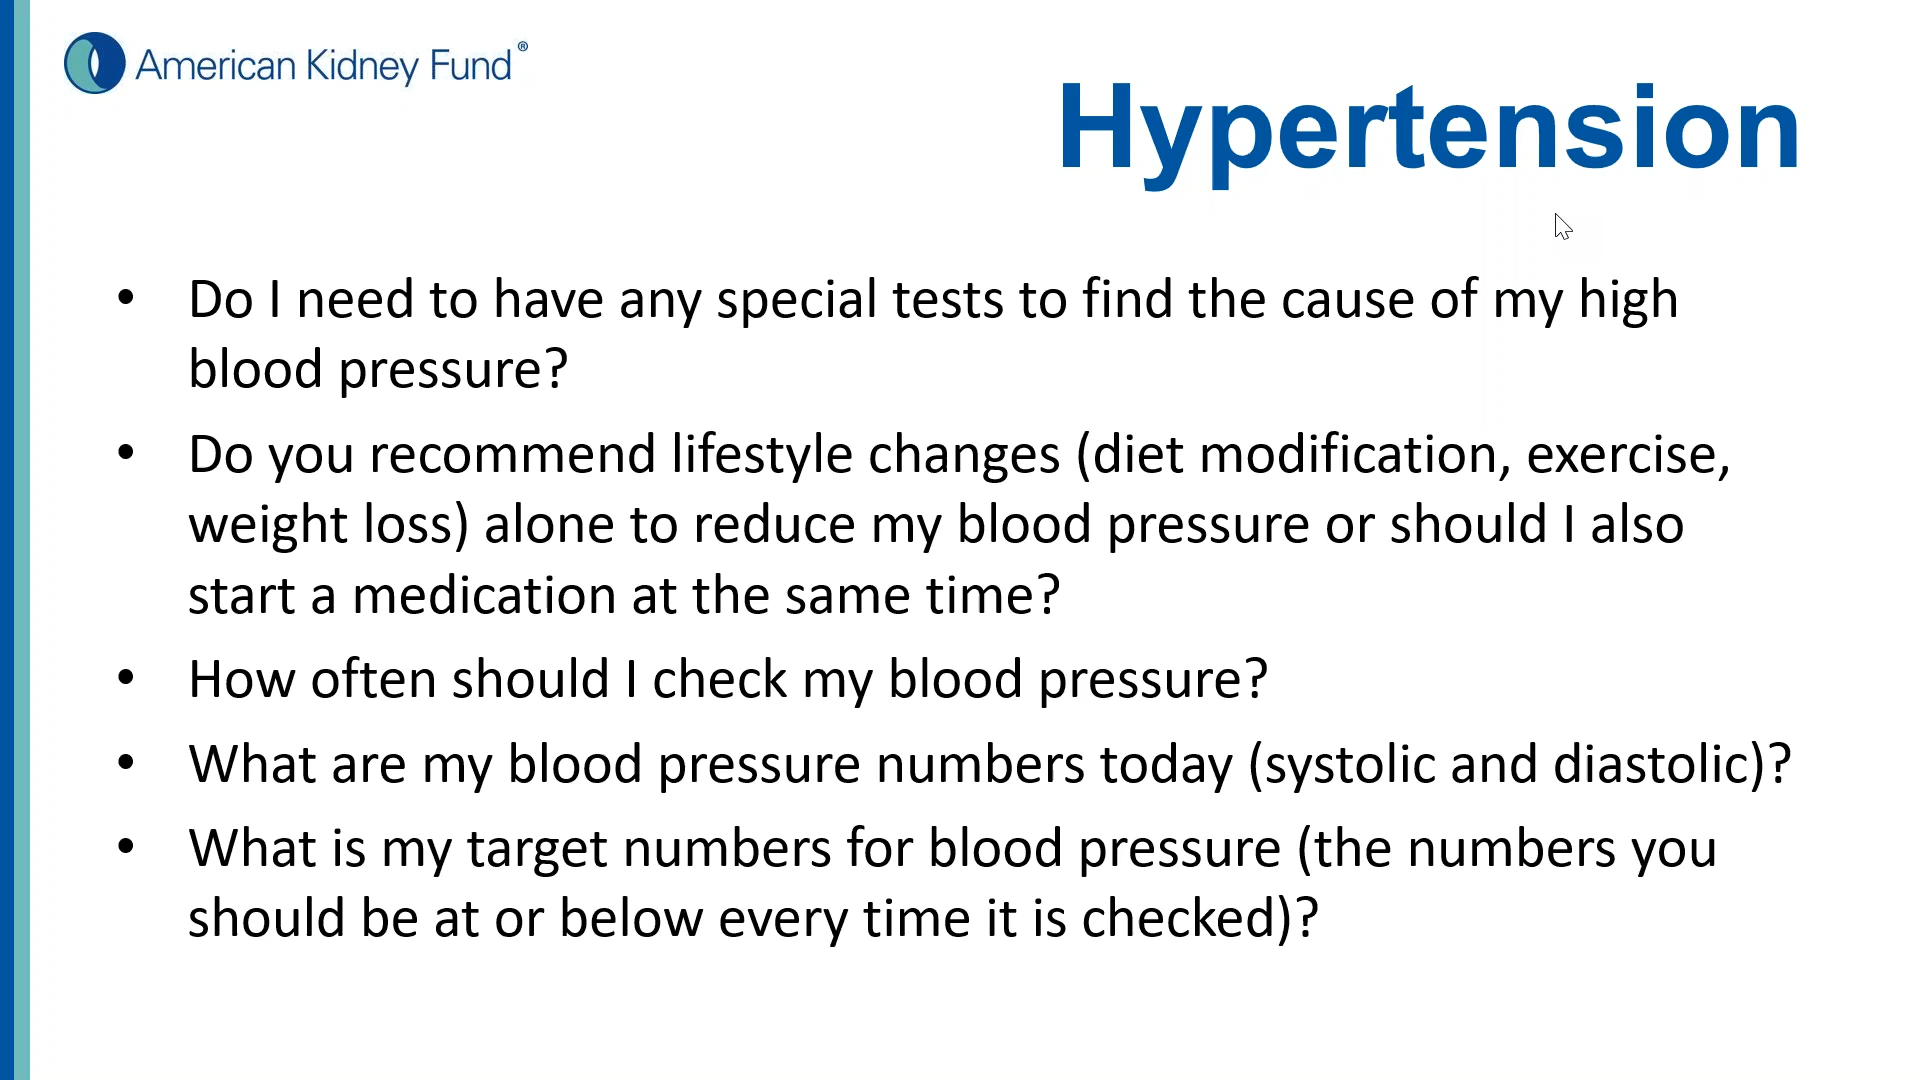 American Kidney Fund®
Hypertension
• Do I need to have any special tests to find the cause of my high
blood pressure?
• Do you recommend lifestyle changes (diet modification, exercise,
weight loss) alone to reduce my blood pressure or should I also
start a medication at the same time?
• How often should I check my blood pressure?
• What are my blood pressure numbers today (systolic and diastolic)?
• What is my target numbers for blood pressure (the numbers you
should be at or below every time it is checked)?